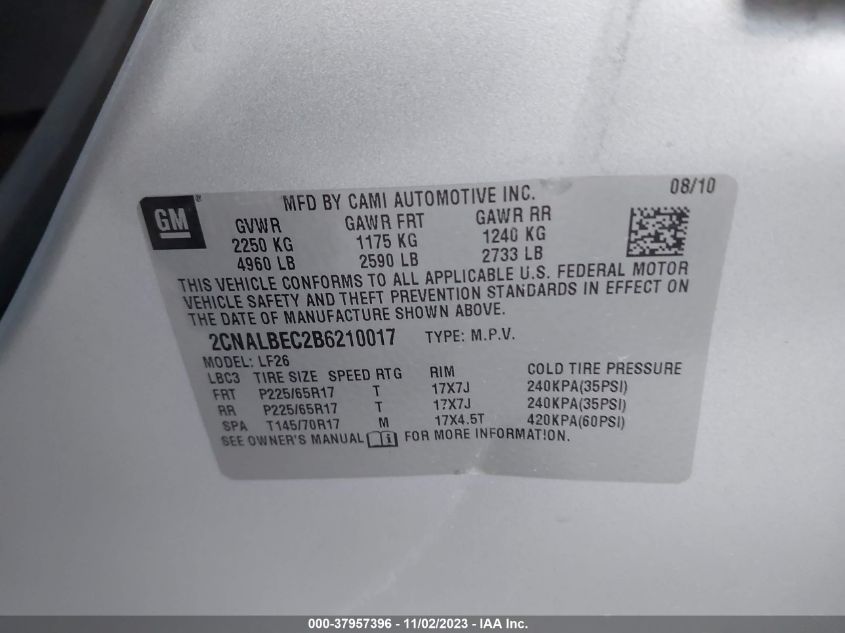 GM®
MFD BY CAMI AUTOMOTIVE INC.
08/10
GVWR GAWR FRT GAWR RR
2250 KG 1175 KG 1240 KG
4960 LB 2590 LB 2733 LB
THIS VEHICLE CONFORMS TO ALL APPLICABLE U.S. FEDERAL MOTOR
VEHICLE SAFETY AND THEFT PREVENTION STANDARDS IN EFFECT ON
THE DATE OF MANUFACTURE SHOWN ABOVE.
2CNALBEC2B6210017 TYPE: M.P.V.
MODEL: LF26
LBC3 TIRE SIZE SPEED RTG RIM COLD TIRE PRESSURE
FRT P225/65R17 T 17X7J 240KPA(35PSI)
RR P225/65R17 T 17X7J 240KPA(35PSI)
SPA T145/70R17 M 17X4.5T 420KPA(60PSI)
SEE OWNER'S MANUAL FOR MORE INFORMATION.
000-37957396 - 11/02/2023 - IAA Inc.